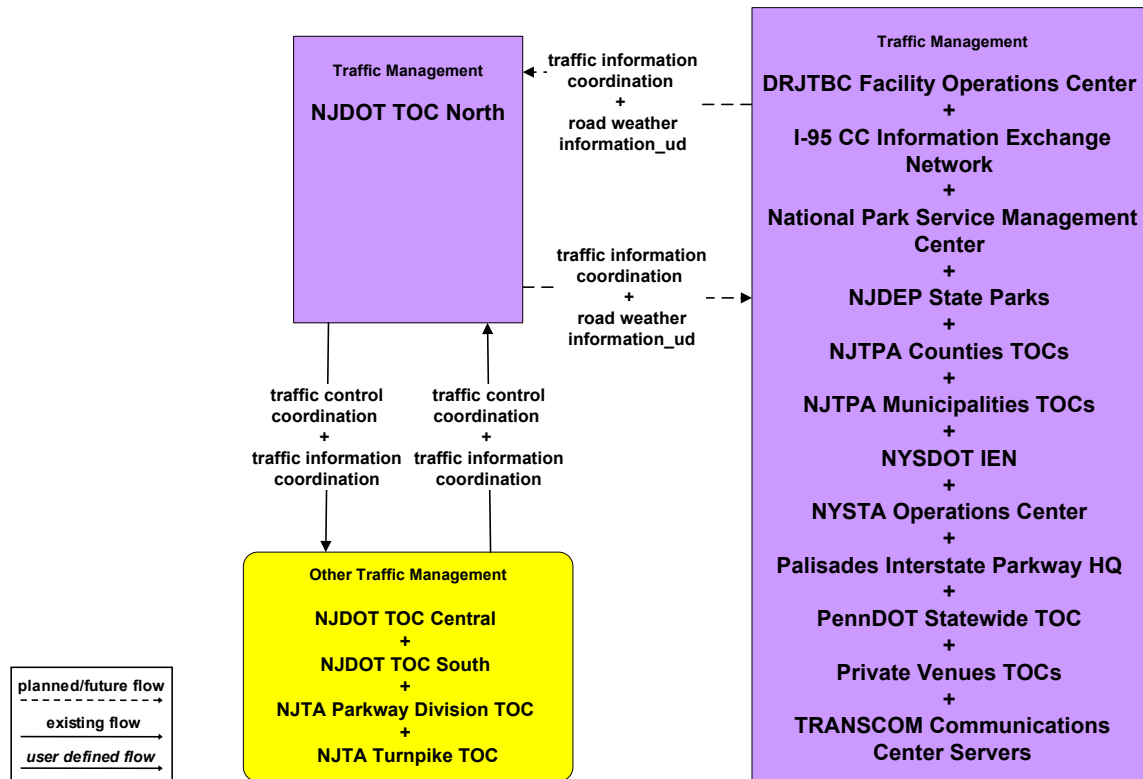 Traffic Management
NJDOT TOC North
traffic information
coordination
+
road weather
information_ud
traffic information
coordination
+
road weather
information_ud
traffic control
coordination
+
traffic information
coordination
traffic control
coordination
+
traffic information
coordination
Other Traffic Management
NJDOT TOC Central
+
NJDOT TOC South
+
NJTA Parkway Division TOC
+
NJTA Turnpike TOC
Traffic Management
DRJTBC Facility Operations Center
+
I-95 CC Information Exchange
Network
+
National Park Service Management
Center
+
NJDEP State Parks
+
NJTPA Counties TOCs
+
NJTPA Municipalities TOCs
+
NYSDOT IEN
+
NYSTA Operations Center
+
Palisades Interstate Parkway HQ
+
PennDOT Statewide TOC
+
Private Venues TOCs
+
TRANSCOM Communications
Center Servers
planned/future flow
existing flow
user defined flow